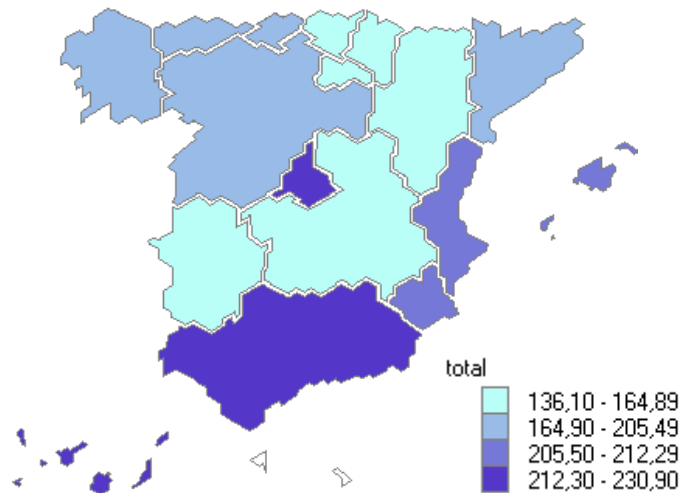 total
136,10 - 164,89
164,90 - 205,49
205,50 - 212,29
212,30 - 230,90